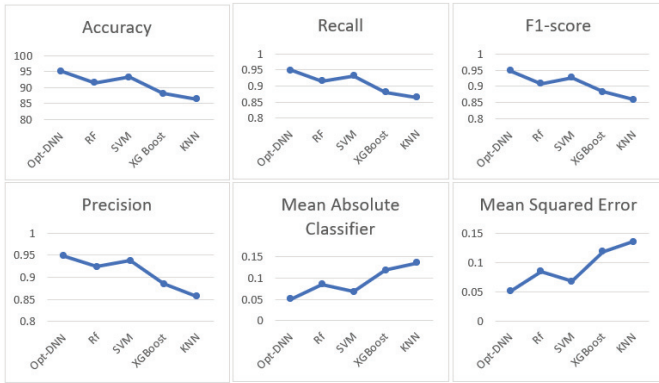 Accuracy
100
95
90
85
80
Opt-DNN
Rf
SVM
XG Boost
KNN
Recall
1
0.95
0.9
0.85
0.8
Opt-DNN
RF
SVM
XGBoost
KNN
F1-score
1
0.95
0.9
0.85
0.8
Opt-DNN
Rf
SVM
XGBoost
KNN
Precision
1
0.95
0.9
0.85
0.8
Opt-DNN
Rf
SVM
XGBoost
KNN
Mean Absolute
Classifier
0.15
0.1
0.05
0
Opt-DNN
Rf
SVM
XGBoost
KNN
Mean Squared Error
0.15
0.1
0.05
0
Opt-DNN
Rf
SVM
XGBoost
KNN